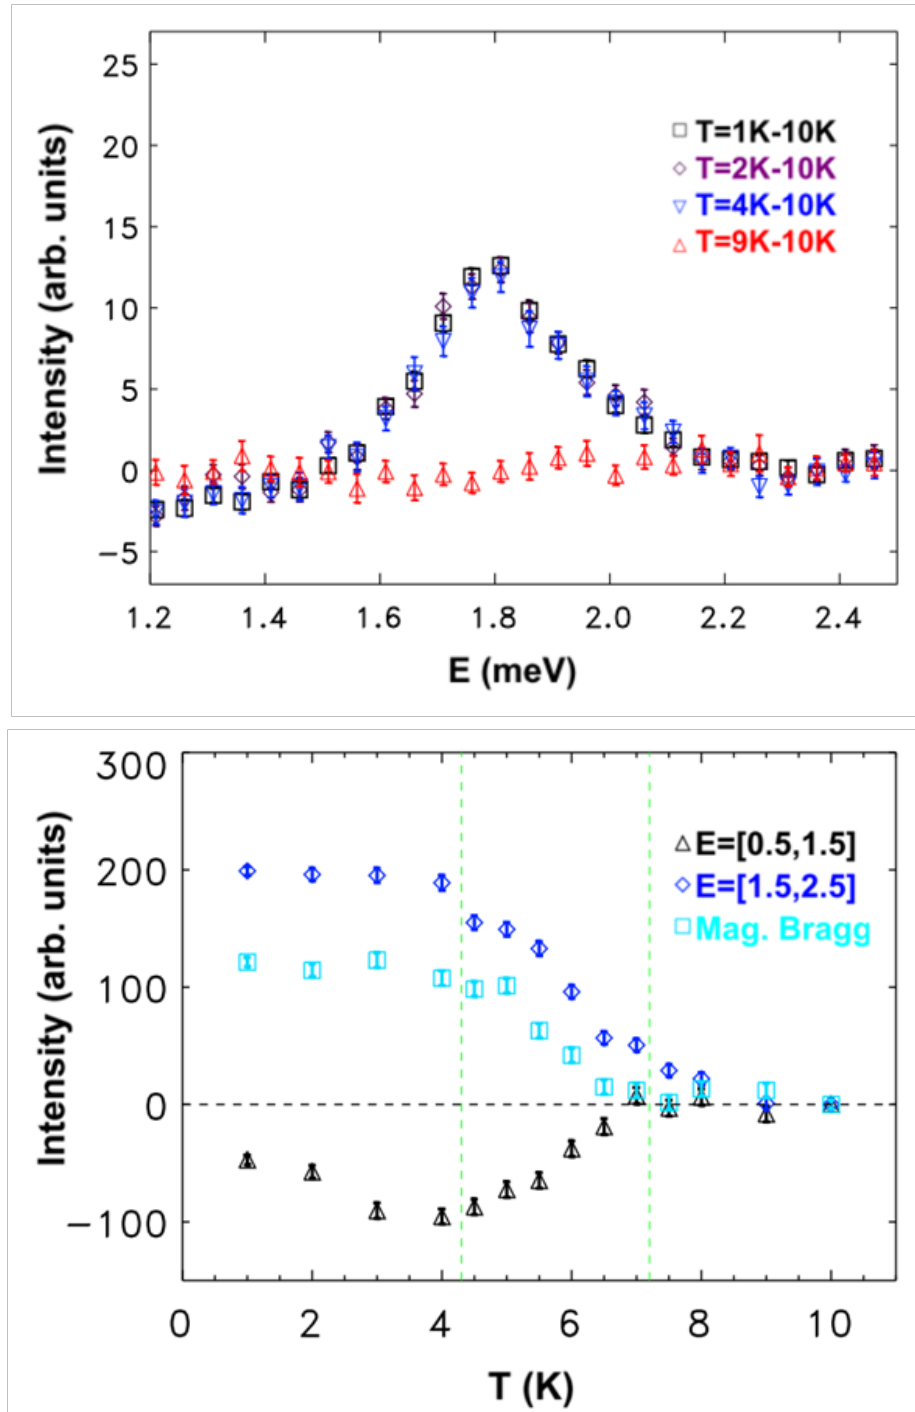 25
20
15
10
5
0
−5
Intensity (arb. units)
T=1K-10K
T=2K-10K
T=4K-10K
T=9K-10K
1.2 1.4 1.6 1.8 2.0 2.2 2.4
E (meV)
300
200
100
0
−100
Intensity (arb. units)
E=[0.5,1.5]
E=[1.5,2.5]
Mag. Bragg
0 2 4 6 8 10
T (K)